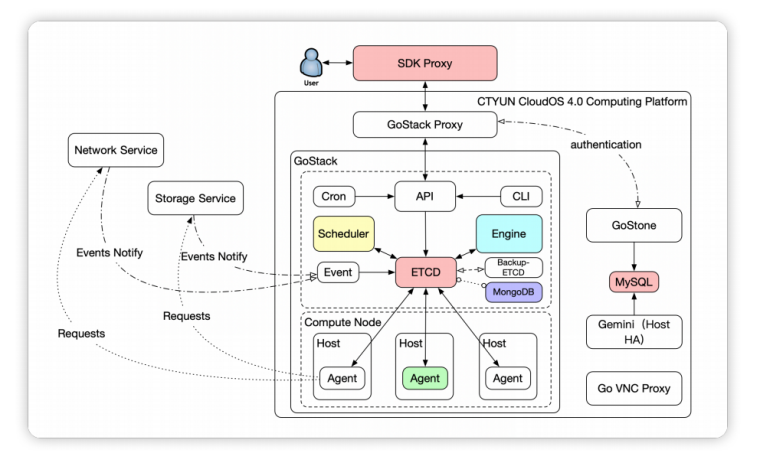 SDK Proxy
User
CTYUN CloudOS 4.0 Computing Platform
GoStack Proxy
authentication
Network Service
GoStack
Storage Service
Cron
API
CLI
GoStone
Scheduler
Engine
Events Notify
Events Notify
Event
ETCD
Backup-
ETCD
MongoDB
MySQL
Requests
Requests
Compute Node
Gemini（Host
HA）
Host
Host
Host
Agent
Agent
Agent
Go VNC Proxy